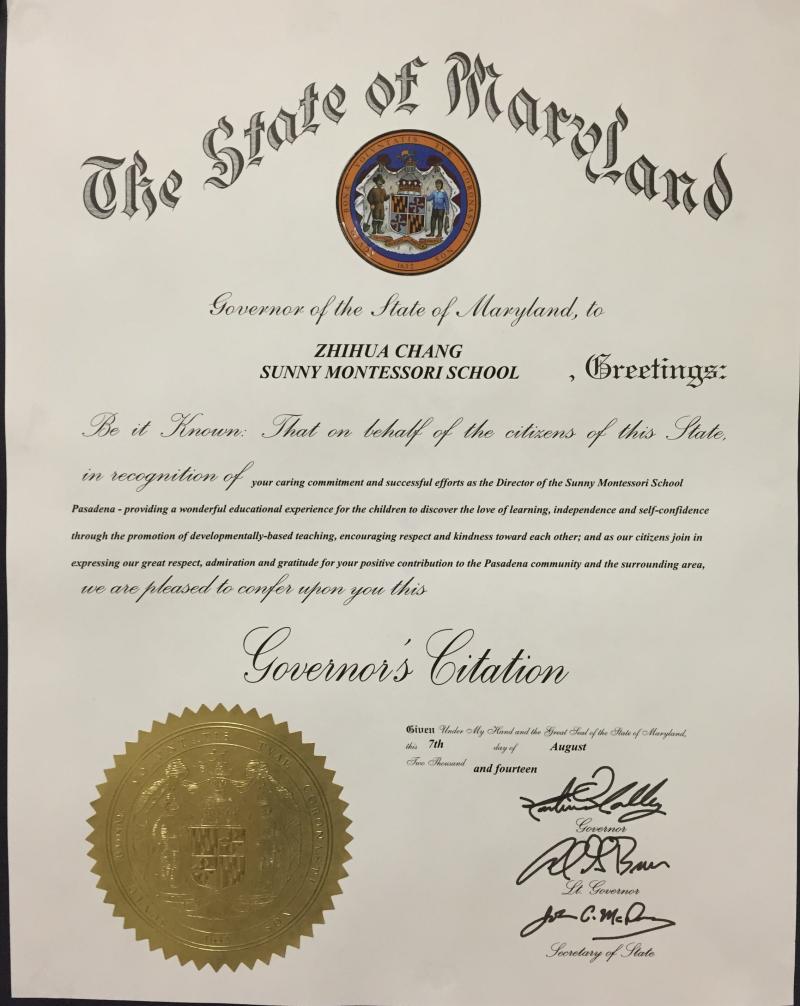 The State of Maryland
Governor of the State of Maryland, to
ZHIHUA CHANG
SUNNY MONTESSORI SCHOOL , Greetings:
Be it Known: That on behalf of the citizens of this State,
in recognition of your caring commitment and successful efforts as the Director of the Sunny Montessori School
Pasadena - providing a wonderful educational experience for the children to discover the love of learning, independence and self-confidence
through the promotion of developmentally-based teaching, encouraging respect and kindness toward each other; and as our citizens join in
expressing our great respect, admiration and gratitude for your positive contribution to the Pasadena community and the surrounding area,
we are pleased to confer upon you this
Governor's Citation
Given Under My Hand and the Great Seal of the State of Maryland,
this 7th day of August
Two Thousand and fourteen
Governor
Lt. Governor
Secretary of State